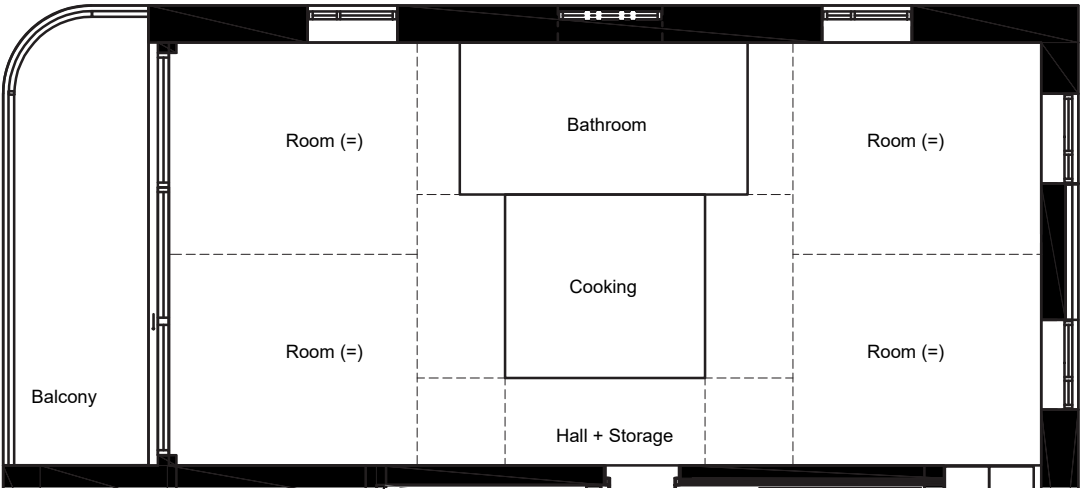 Bathroom
Room (=)
Room (=)
Cooking
Room (=)
Room (=)
Balcony
Hall + Storage